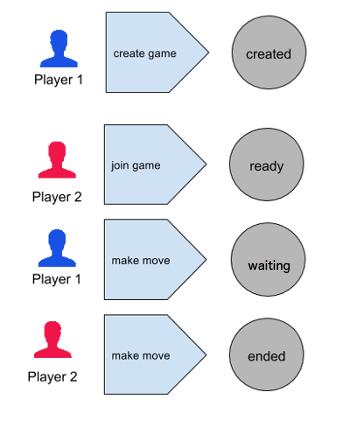 create game
created
Player 1
join game
ready
Player 2
make move
waiting
Player 1
make move
ended
Player 2